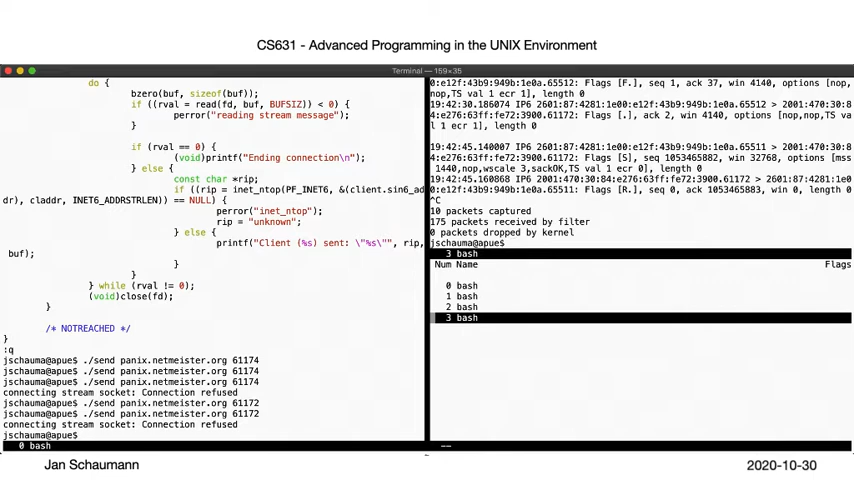 CS631 - Advanced Programming in the UNIX Environment
Terminal — 159×35
do {
bzero(buf, sizeof(buf));
if ((rval = read(fd, buf, BUFSIZ)) < 0) {
perror("reading stream message");
}
if (rval == 0) {
(void)printf("Ending connection\n");
} else {
const char *rip;
if ((rip = inet_ntop(PF_INET6, &(client.sin6_ad
dr), claddr, INET6_ADDRSTRLEN)) == NULL) {
perror("inet_ntop");
rip = "unknown";
} else {
printf("Client (%s) sent: \"%s\"", rip,
buf);
}
}
} while (rval != 0);
(void)close(fd);
}
/* NOTREACHED */
}
:q
jschauma@apue$ ./send panix.netmeister.org 61174
jschauma@apue$ ./send panix.netmeister.org 61174
jschauma@apue$ ./send panix.netmeister.org 61174
connecting stream socket: Connection refused
jschauma@apue$ ./send panix.netmeister.org 61172
jschauma@apue$ ./send panix.netmeister.org 61172
connecting stream socket: Connection refused
jschauma@apue$
0 bash
0:e12f:43b9:949b:1e0a.65512: Flags [F.], seq 1, ack 37, win 4140, options [nop,
nop,TS val 1 ecr 1], length 0
19:42:30.186074 IP6 2601:87:4281:1e00:e12f:43b9:949b:1e0a.65512 > 2001:470:30:8
4:e276:63ff:fe72:3900.61172: Flags [.], ack 2, win 4140, options [nop,nop,TS va
l 1 ecr 1], length 0
19:42:45.140007 IP6 2601:87:4281:1e00:e12f:43b9:949b:1e0a.65511 > 2001:470:30:8
4:e276:63ff:fe72:3900.61172: Flags [S], seq 1053465882, win 32768, options [mss
1440,nop,wscale 3,sackOK,TS val 1 ecr 0], length 0
19:42:45.160868 IP6 2001:470:30:84:e276:63ff:fe72:3900.61172 > 2601:87:4281:1e0
0:e12f:43b9:949b:1e0a.65511: Flags [R.], seq 0, ack 1053465883, win 0, length 0
^C
10 packets captured
175 packets received by filter
0 packets dropped by kernel
jschauma@apue$
3 bash
Num Name Flags
0 bash
1 bash
2 bash
3 bash
--
Jan Schaumann
2020-10-30